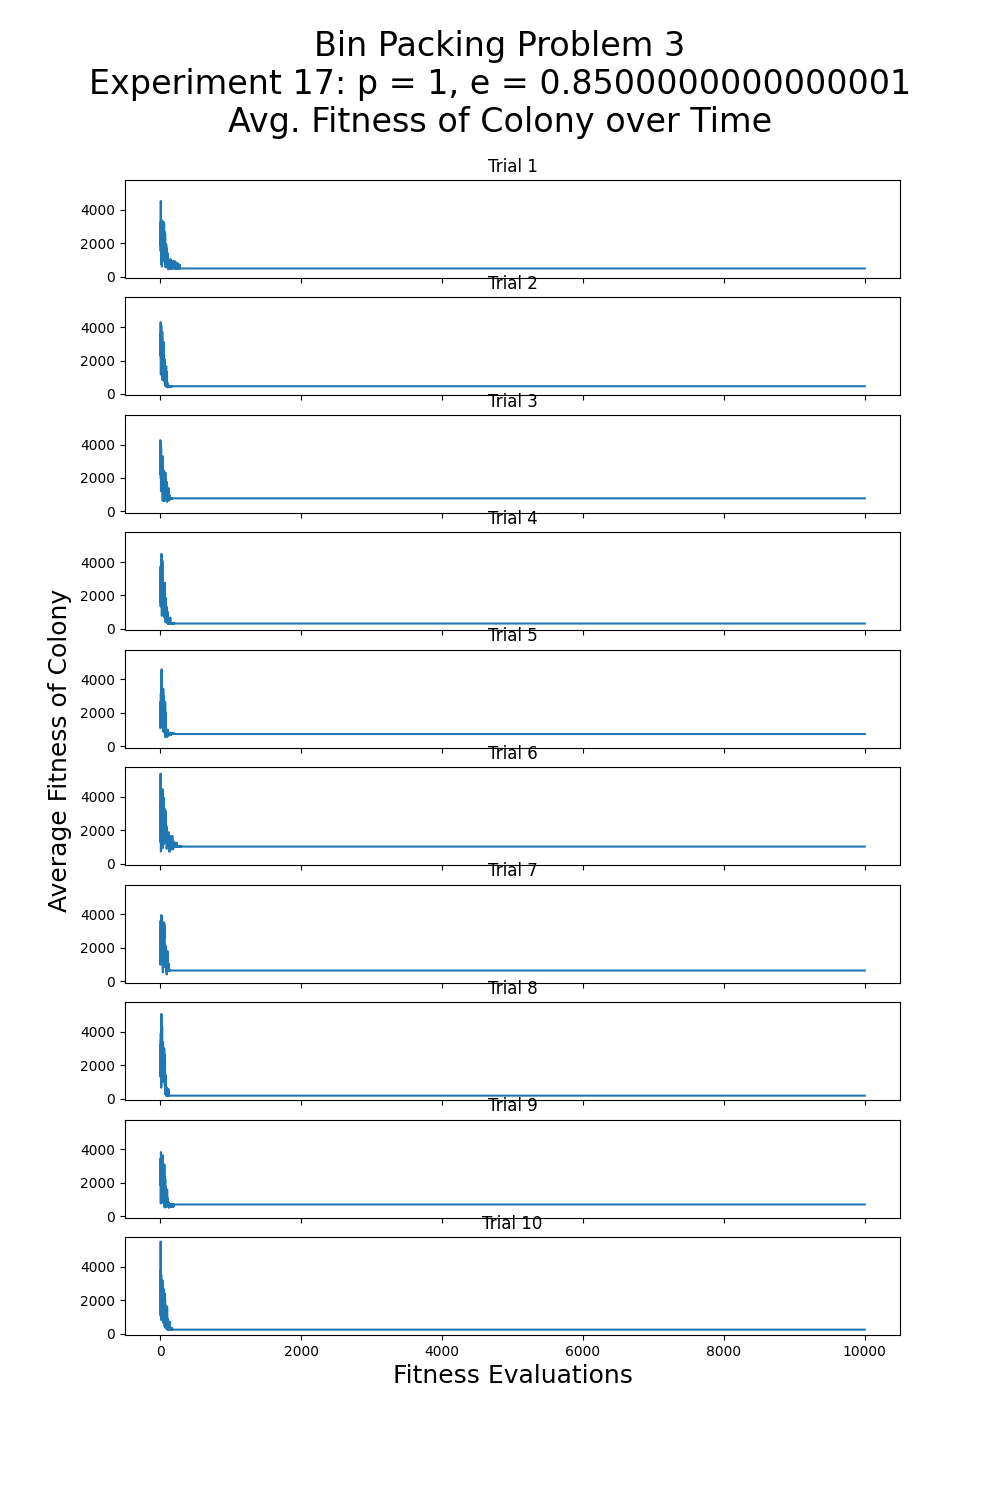 Bin Packing Problem 3
Experiment 17: p = 1, e = 0.8500000000000001
Avg. Fitness of Colony over Time
Trial 1
4000
2000
0
Trial 2
4000
2000
0
Trial 3
4000
2000
0
Trial 4
4000
2000
0
Trial 5
4000
2000
0
Trial 6
4000
2000
0
Trial 7
4000
2000
0
Trial 8
4000
2000
0
Trial 9
4000
2000
0
Trial 10
4000
2000
0
0 2000 4000 6000 8000 10000
Fitness Evaluations
Average Fitness of Colony